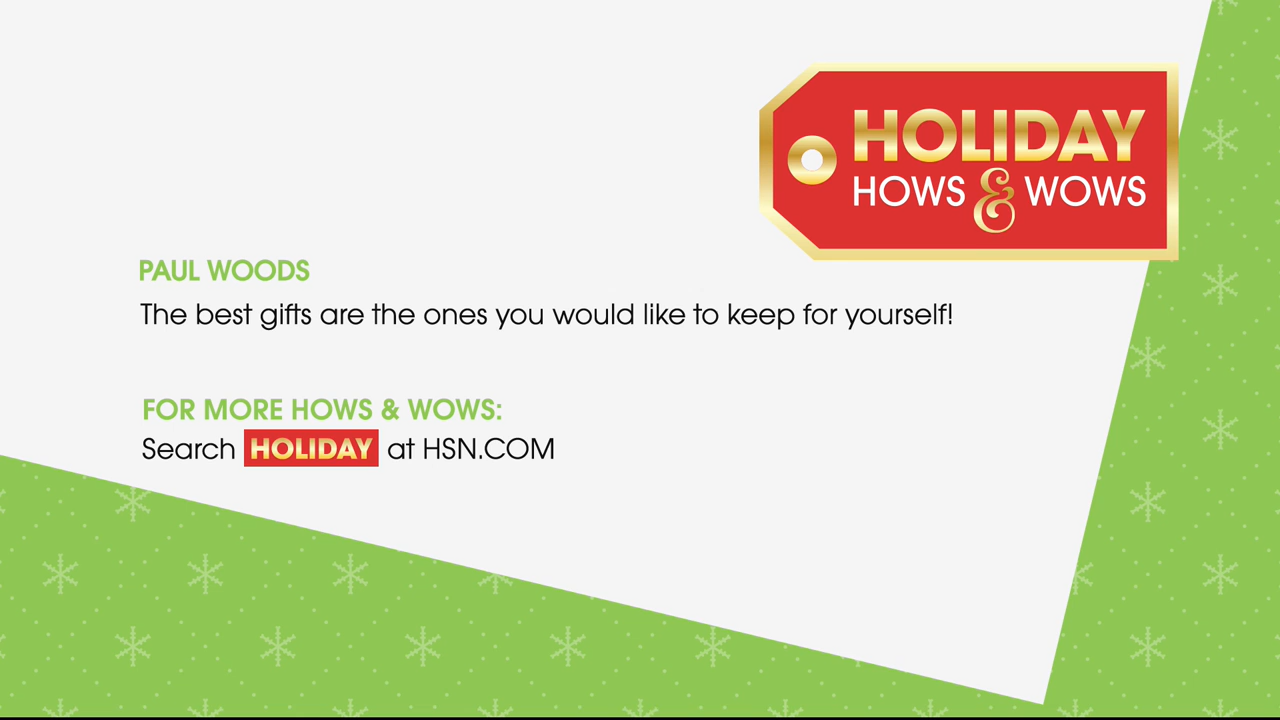 HOLIDAY
HOWS & WOWS
PAUL WOODS
The best gifts are the ones you would like to keep for yourself!
FOR MORE HOWS & WOWS:
Search HOLIDAY at HSN.COM